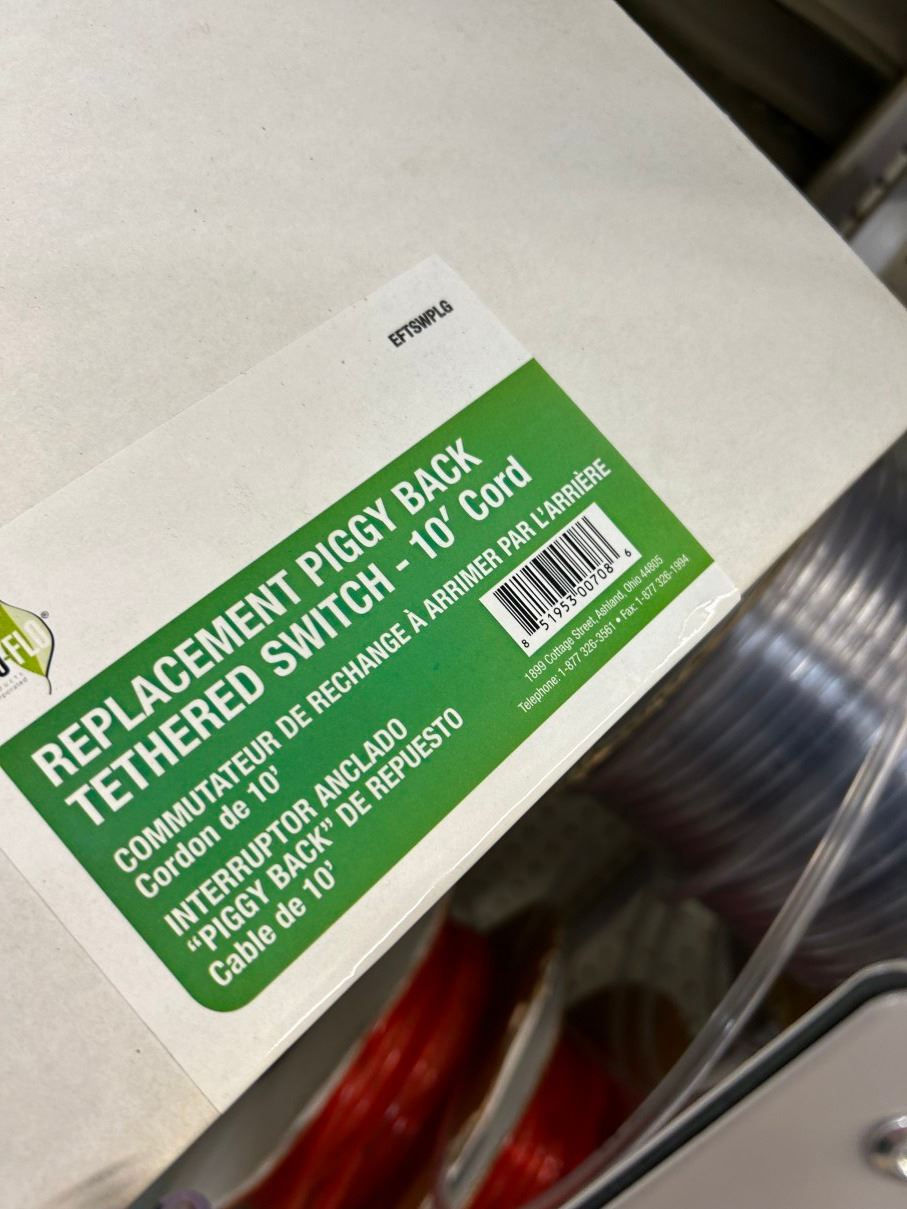 EFTSWPLG
REPLACEMENT PIGGY BACK
TETHERED SWITCH - 10' Cord
COMMUTATEUR DE RECHANGE À ARRIMER PAR L'ARRIÈRE
Cordon de 10'
INTERRUPTOR ANCLADO
"PIGGY BACK" DE REPUESTO
Cable de 10'
8 51953 00708 6
1899 Cottage Street, Ashland, Ohio 44805
Telephone: 1-877 326-3561 • Fax: 1-877 326-1994